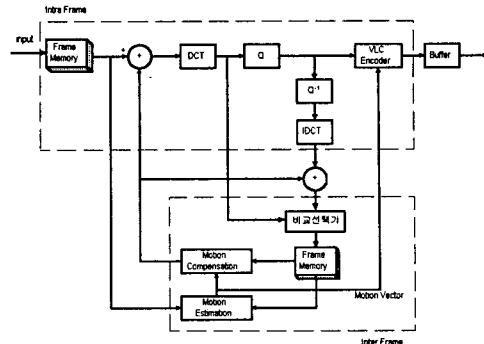 Intra Frame
input
Frame
Memory
+
+
DCT
Q
VLC
Encoder
Buffer
Q-1
IDCT
+
비교선택기
Motion
Compensation
Frame
Memory
Motion Vector
Motion
Estimation
Inter Frame